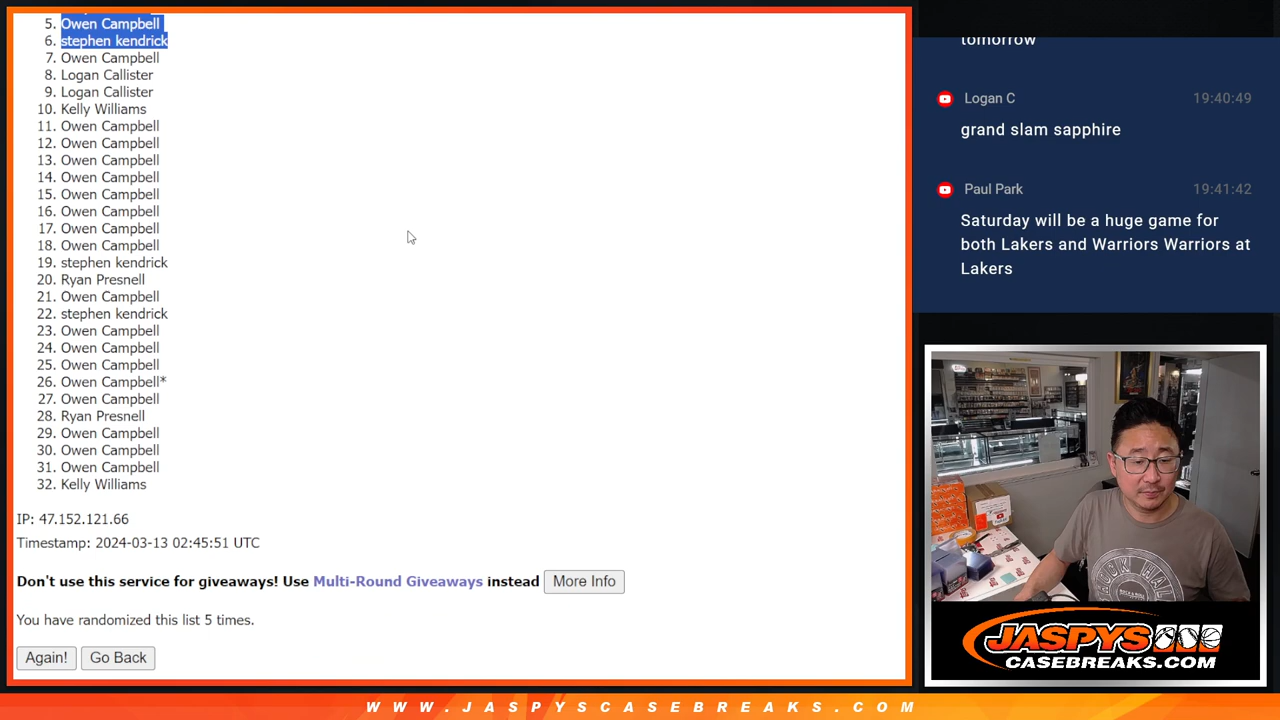 5. Owen Campbell
6. stephen kendrick
7. Owen Campbell
8. Logan Callister
9. Logan Callister
10. Kelly Williams
11. Owen Campbell
12. Owen Campbell
13. Owen Campbell
14. Owen Campbell
15. Owen Campbell
16. Owen Campbell
17. Owen Campbell
18. Owen Campbell
19. stephen kendrick
20. Ryan Presnell
21. Owen Campbell
22. stephen kendrick
23. Owen Campbell
24. Owen Campbell
25. Owen Campbell
26. Owen Campbell*
27. Owen Campbell
28. Ryan Presnell
29. Owen Campbell
30. Owen Campbell
31. Owen Campbell
32. Kelly Williams
IP: 47.152.121.66
Timestamp: 2024-03-13 02:45:51 UTC
Don't use this service for giveaways! Use Multi-Round Giveaways instead More Info
You have randomized this list 5 times.
Again! Go Back
tomorrow
Logan C 19:40:49
grand slam sapphire
Paul Park 19:41:42
Saturday will be a huge game for
both Lakers and Warriors Warriors at
Lakers
JASPYS
CASEBREAKS.COM
WWW.JASPYSCASEBREAKS.COM